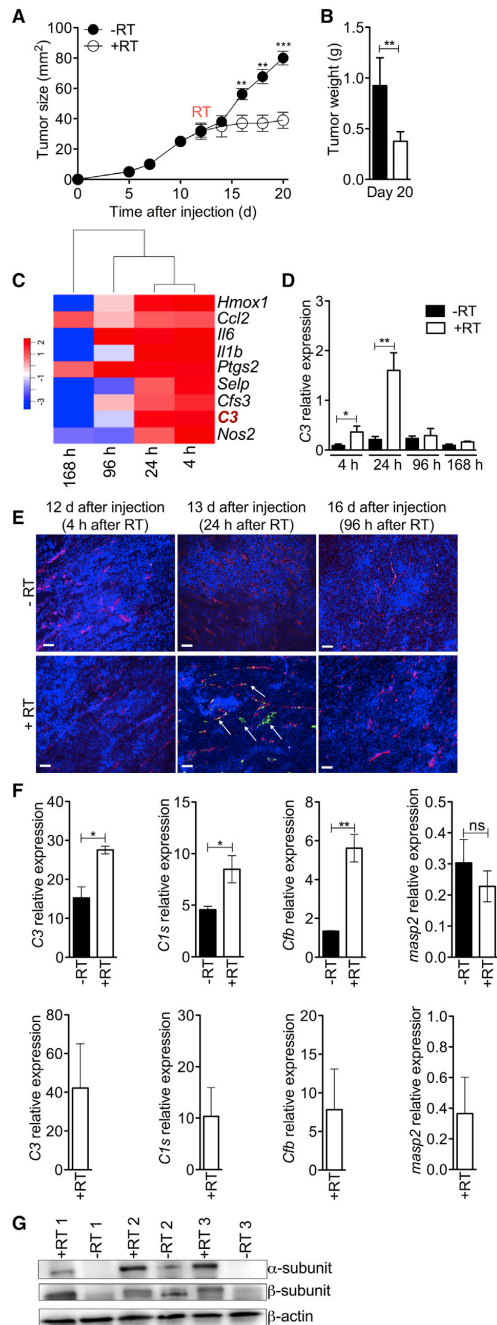 A
-RT
+RT
Tumor size (mm²)
100
80
60
40
20
0
RT
**
**
***
0
5
10
15
20
Time after injection (d)
B
Tumor weight (g)
1.5
1.0
0.5
0.0
**
Day 20
C
2
1
-1
-3
Hmox1
Ccl2
Il6
Il1b
Ptgs2
Selp
Cfs3
C3
Nos2
168 h
96 h
24 h
4 h
D
C3 relative expression
3
2
1
0
-RT
+RT
*
**
4 h
24 h
96 h
168 h
E
12 d after injection (4 h after RT)
13 d after injection (24 h after RT)
16 d after injection (96 h after RT)
- RT
+ RT
F
C3 relative expression
40
30
20
10
0
*
-RT
+RT
C1s relative expression
15
10
5
0
*
-RT
+RT
Cfb relative expression
8
6
4
2
0
**
-RT
+RT
masp2 relative expression
0.5
0.4
0.3
0.2
0.1
0.0
ns
-RT
+RT
C3 relative expression
80
60
40
20
0
+RT
C1s relative expression
30
20
10
0
+RT
Cfb relative expression
20
15
10
5
0
+RT
masp2 relative expression
1.0
0.8
0.6
0.4
0.2
0.0
+RT
G
+RT 1
-RT 1
+RT 2
-RT 2
+RT 3
-RT 3
α-subunit
β-subunit
β-actin